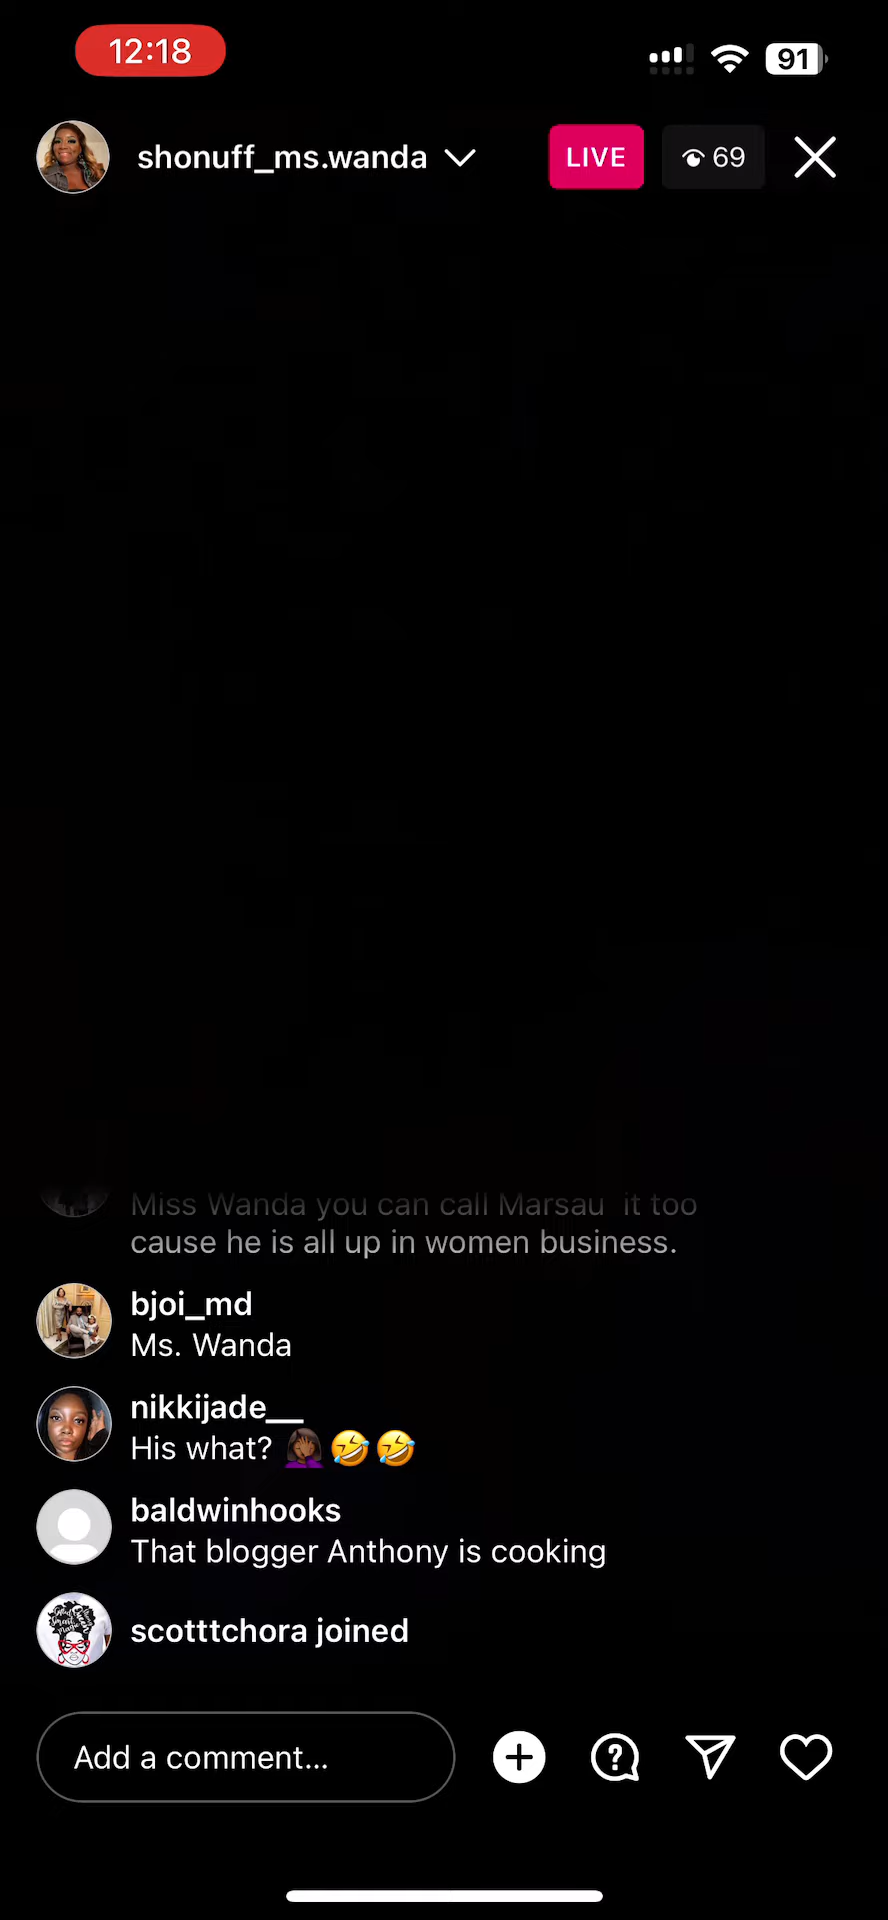 12:18
91
shonuff_ms.wanda
LIVE
69
Miss Wanda you can call Marsau  it too
cause he is all up in women business.
bjoi_md
Ms. Wanda
nikkijade__
His what? 🤦🏾‍♀️🤣🤣
baldwinhooks
That blogger Anthony is cooking
scotttchora joined
Add a comment...